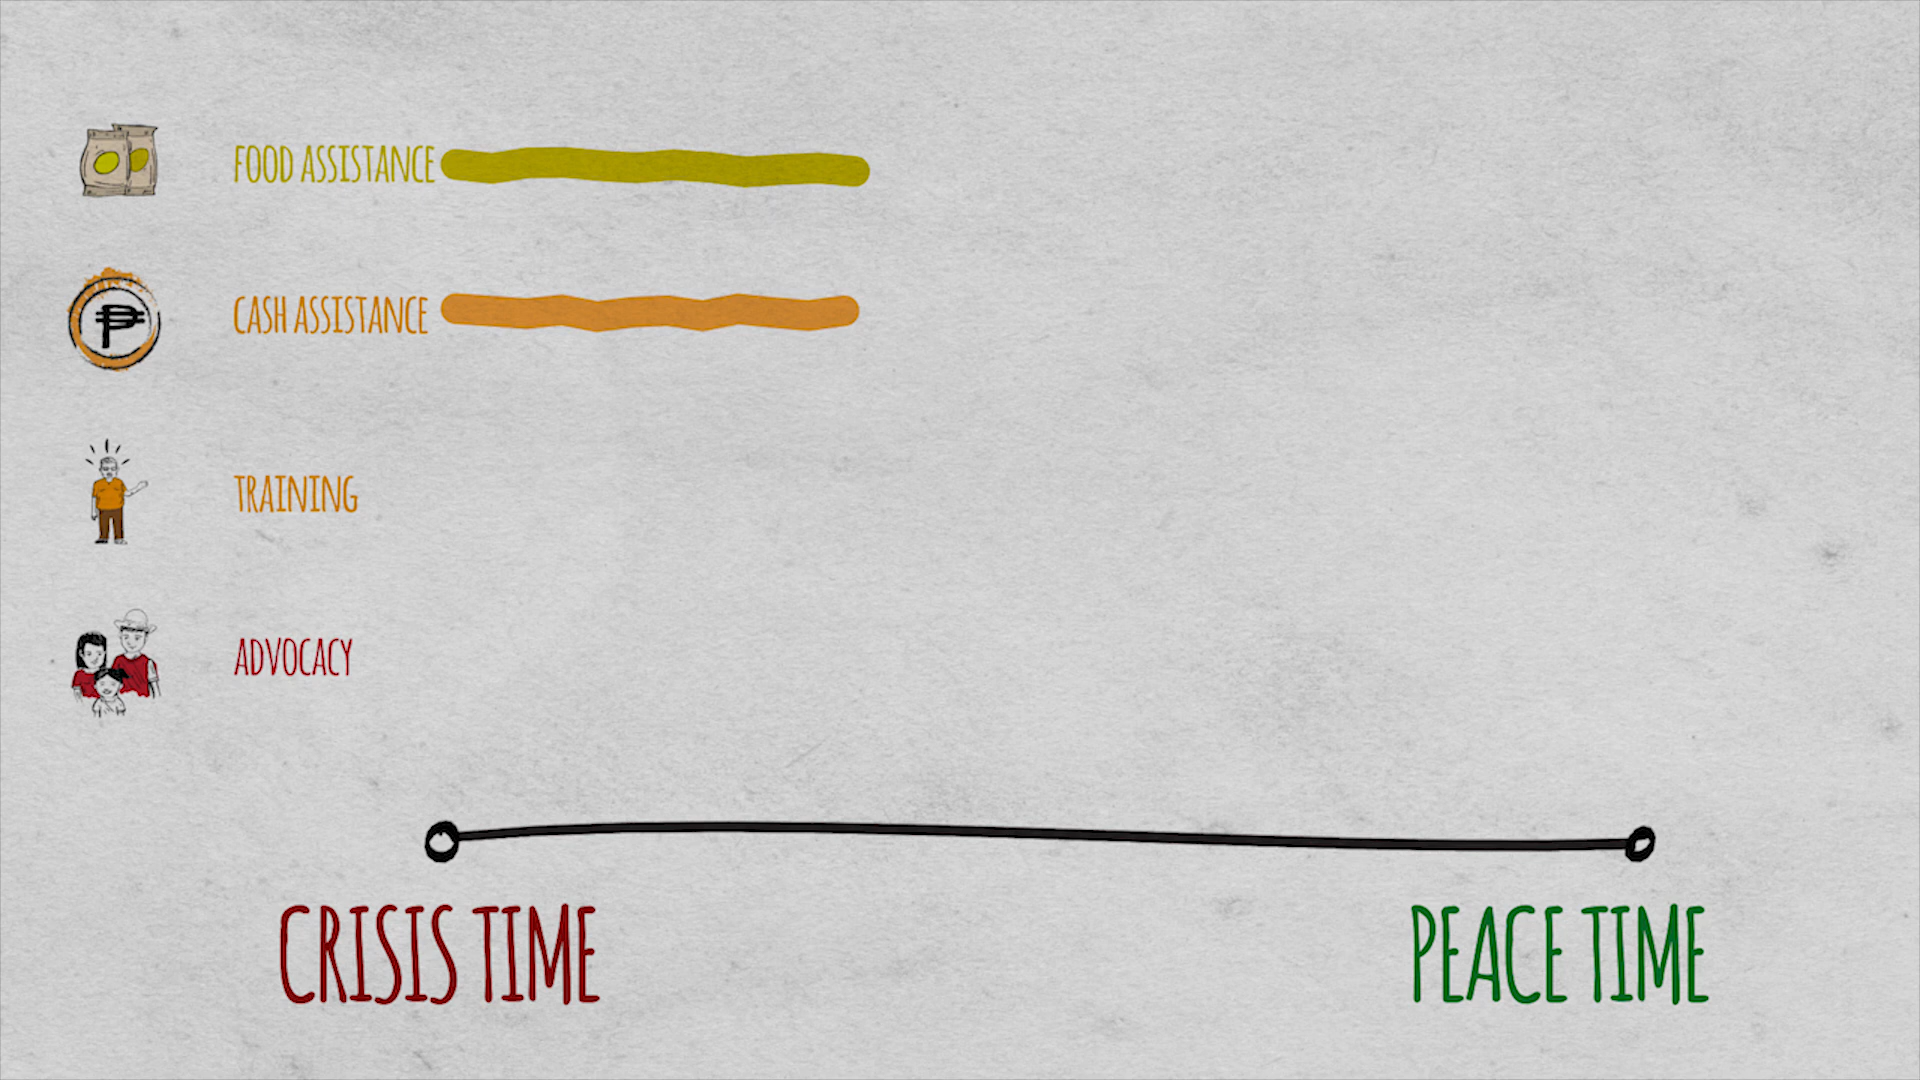 FOOD ASSISTANCE
CASH ASSISTANCE
TRAINING
ADVOCACY
CRISIS TIME
PEACE TIME